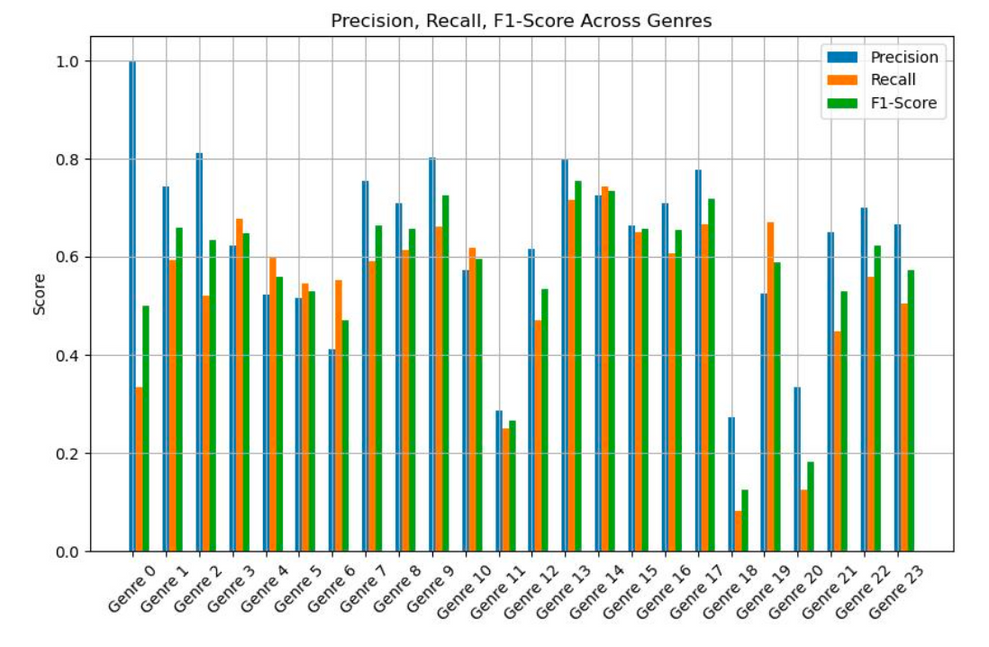 Precision, Recall, F1-Score Across Genres
Precision
Recall
F1-Score
Score
1.0
0.8
0.6
0.4
0.2
0.0
Genre 0
Genre 1
Genre 2
Genre 3
Genre 4
Genre 5
Genre 6
Genre 7
Genre 8
Genre 9
Genre 10
Genre 11
Genre 12
Genre 13
Genre 14
Genre 15
Genre 16
Genre 17
Genre 18
Genre 19
Genre 20
Genre 21
Genre 22
Genre 23